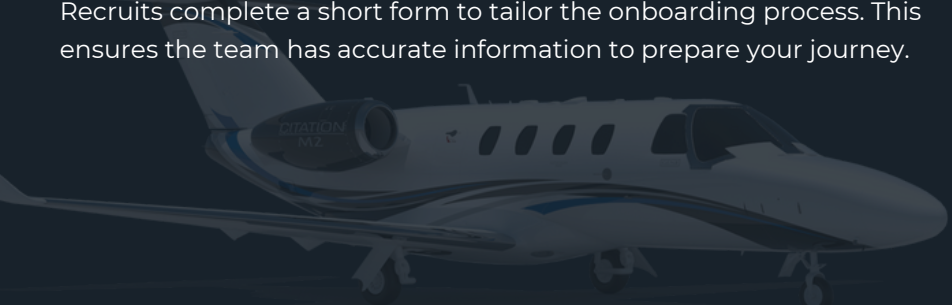 Recruits complete a short form to tailor the onboarding process. This
ensures the team has accurate information to prepare your journey.
CITATION
M2